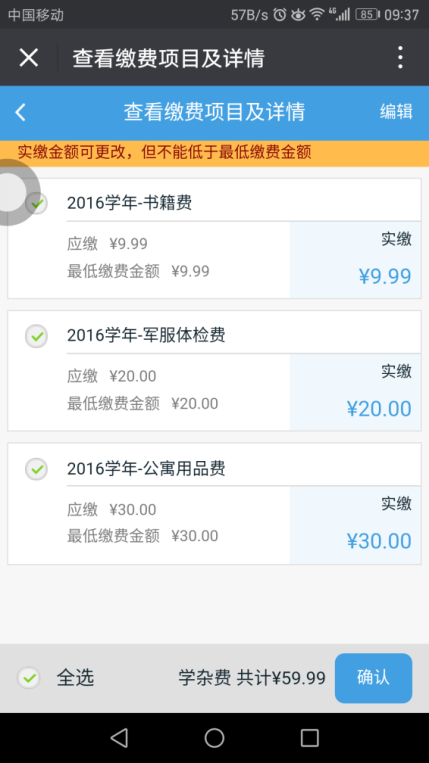 中国移动 57B/s 4G 85 09:37
查看缴费项目及详情
查看缴费项目及详情 编辑
实缴金额可更改，但不能低于最低缴费金额
2016学年-书籍费
应缴 ¥9.99 实缴
最低缴费金额 ¥9.99 ¥9.99
2016学年-军服体检费
应缴 ¥20.00 实缴
最低缴费金额 ¥20.00 ¥20.00
2016学年-公寓用品费
应缴 ¥30.00 实缴
最低缴费金额 ¥30.00 ¥30.00
全选 学杂费 共计¥59.99 确认